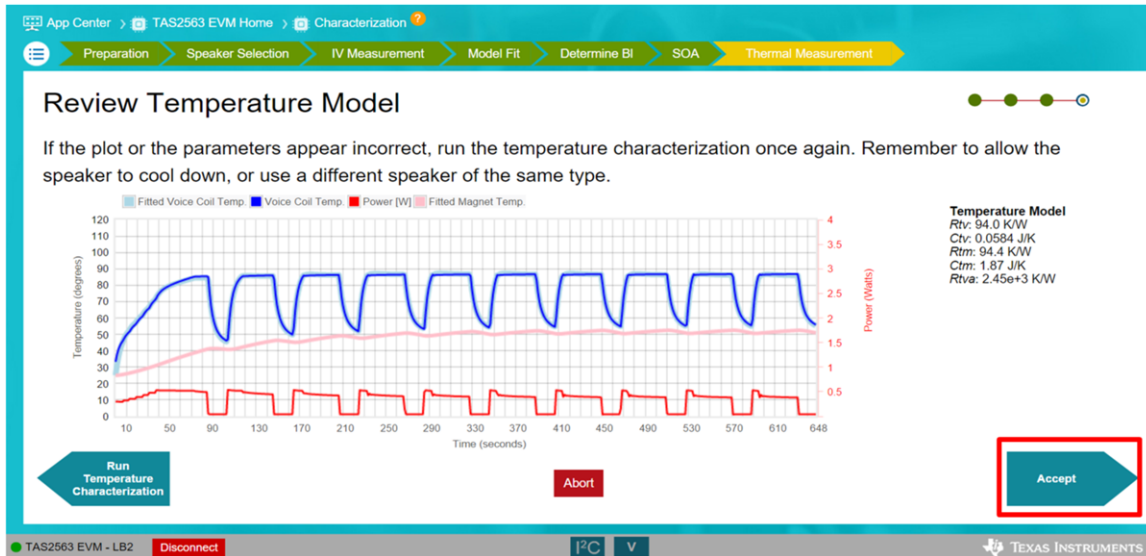 App Center > TAS2563 EVM Home > Characterization ?
Preparation Speaker Selection IV Measurement Model Fit Determine Bl SOA Thermal Measurement
Review Temperature Model
If the plot or the parameters appear incorrect, run the temperature characterization once again. Remember to allow the
speaker to cool down, or use a different speaker of the same type.
Fitted Voice Coil Temp. Voice Coil Temp. Power [W] Fitted Magnet Temp.
Temperature (degrees)
120
110
100
90
80
70
60
50
40
30
20
10
0
10 50 90 130 170 210 250 290 330 370 410 450 490 530 570 610 648
Time (seconds)
4
3.5
3
2.5
2
1.5
1
0.5
Power (Watts)
Temperature Model
Rtv: 94.0 K/W
Ctv: 0.0584 J/K
Rtm: 94.4 K/W
Ctm: 1.87 J/K
Rtva: 2.45e+3 K/W
Run
Temperature
Characterization
Abort
Accept
TAS2563 EVM - LB2 Disconnect I²C V TEXAS INSTRUMENTS